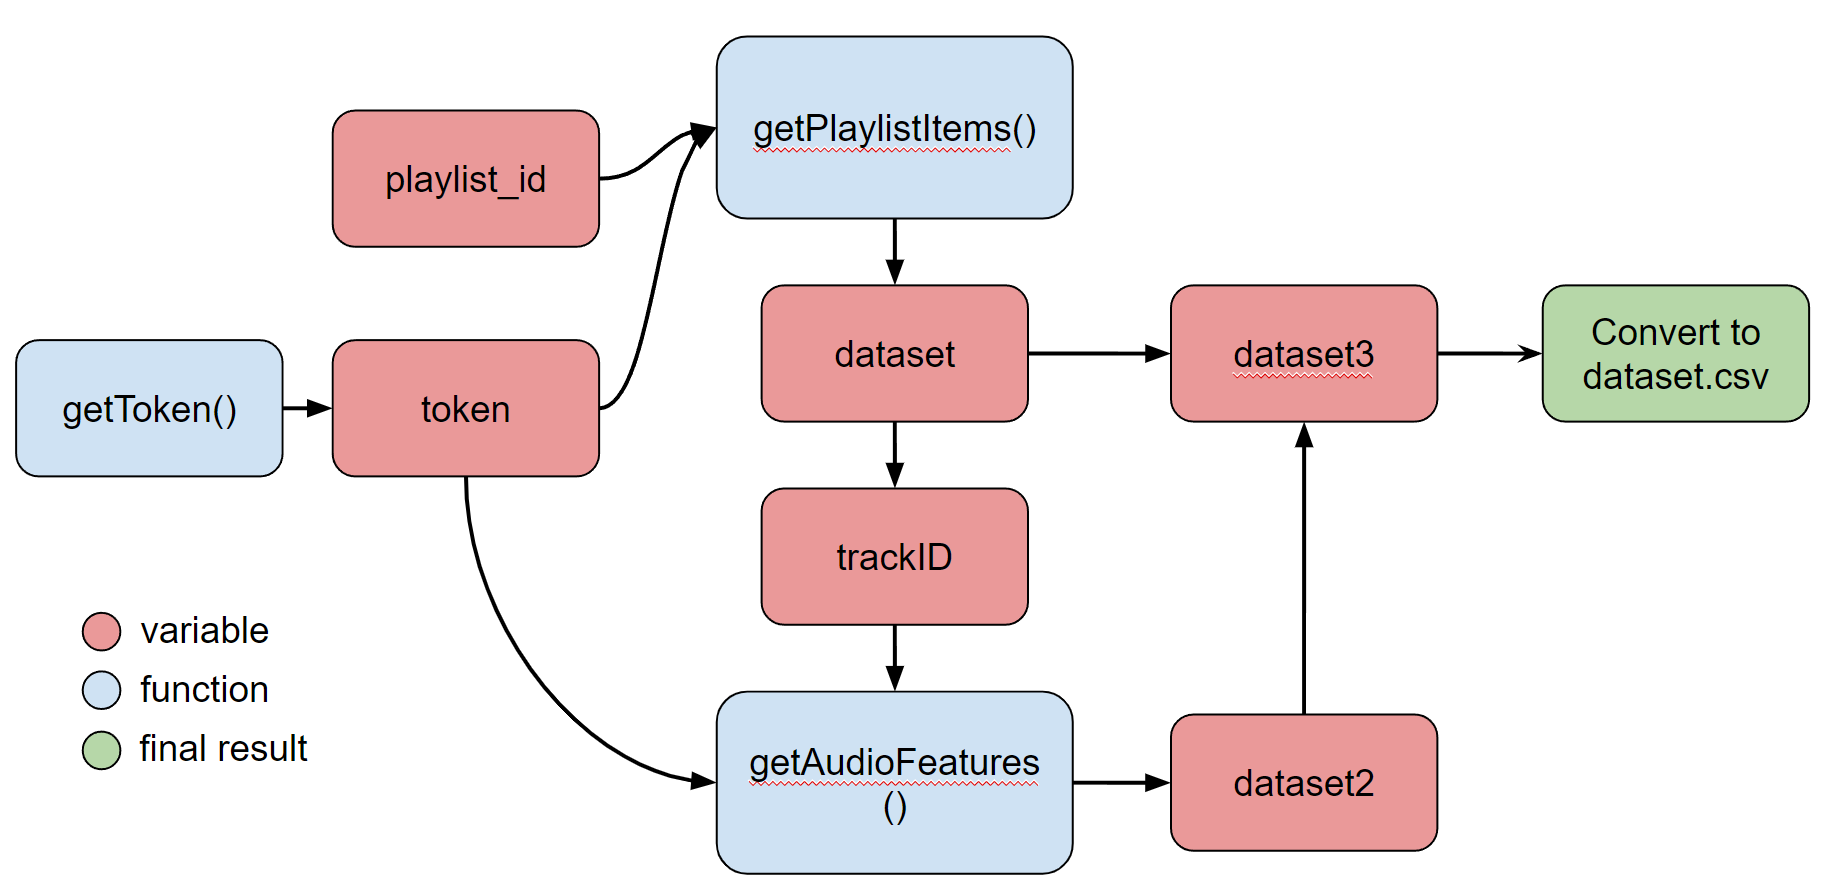 getPlaylistItems()
playlist_id
dataset
dataset3
Convert to
dataset.csv
getToken()
token
trackID
variable
function
final result
getAudioFeatures
()
dataset2